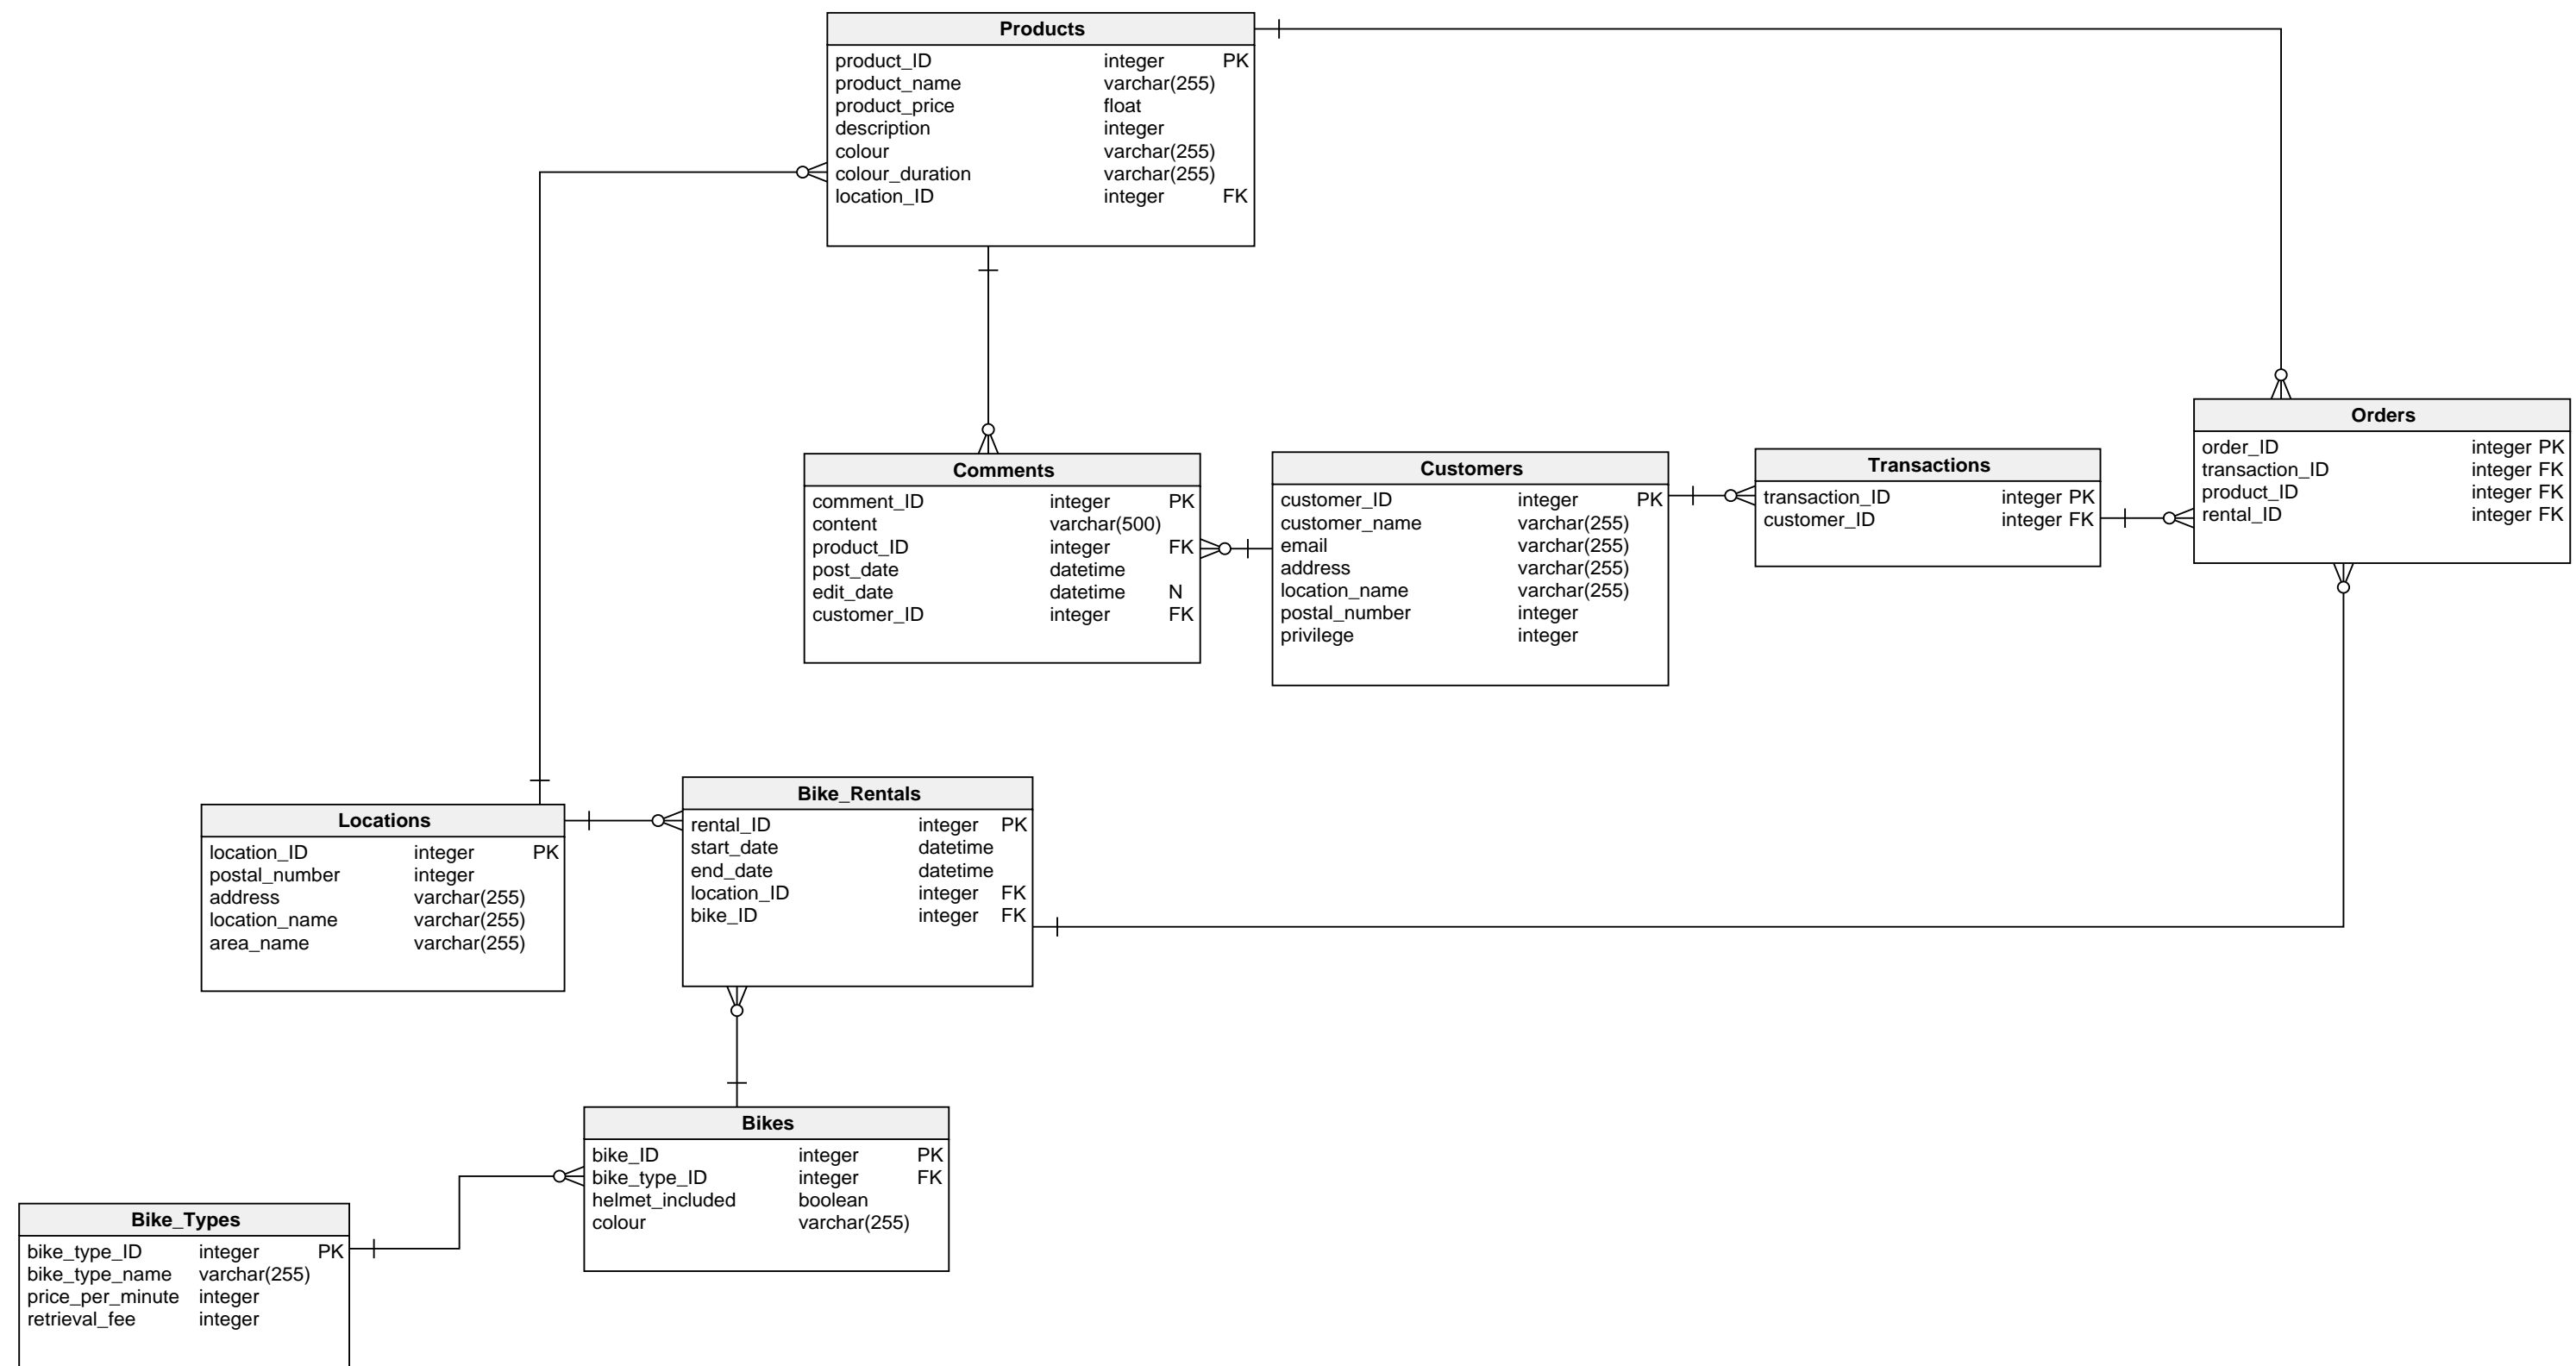 Products
product_ID integer PK
product_name varchar(255)
product_price float
description integer
colour varchar(255)
colour_duration varchar(255)
location_ID integer FK
Comments
comment_ID integer PK
content varchar(500)
product_ID integer FK
post_date datetime
edit_date datetime N
customer_ID integer FK
Customers
customer_ID integer PK
customer_name varchar(255)
email varchar(255)
address varchar(255)
location_name varchar(255)
postal_number integer
privilege integer
Transactions
transaction_ID integer PK
customer_ID integer FK
Orders
order_ID integer PK
transaction_ID integer FK
product_ID integer FK
rental_ID integer FK
Locations
location_ID integer PK
postal_number integer
address varchar(255)
location_name varchar(255)
area_name varchar(255)
Bike_Rentals
rental_ID integer PK
start_date datetime
end_date datetime
location_ID integer FK
bike_ID integer FK
Bikes
bike_ID integer PK
bike_type_ID integer FK
helmet_included boolean
colour varchar(255)
Bike_Types
bike_type_ID integer PK
bike_type_name varchar(255)
price_per_minute integer
retrieval_fee integer